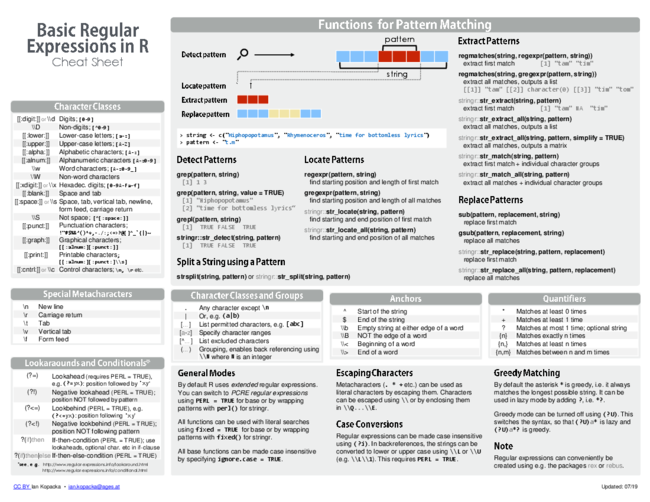 Basic Regular
Expressions in R
Cheat Sheet
Functions for Pattern Matching
Detect pattern
pattern
string
Locate pattern
Extract pattern
Replace pattern
> string <- c("Hiphopopotamus", "Rhymenoceros", "time for bottomless lyrics")
> pattern <- "t.m"
Detect Patterns
grep(pattern, string)
[1] 1 3
grep(pattern, string, value = TRUE)
[1] "Hiphopopotamus"
[2] "time for bottomless lyrics"
grepl(pattern, string)
[1] TRUE FALSE TRUE
stringr::str_detect(string, pattern)
[1] TRUE FALSE TRUE
Split a String using a Pattern
strsplit(string, pattern) or stringr::str_split(string, pattern)
Locate Patterns
regexpr(pattern, string)
find starting position and length of first match
gregexpr(pattern, string)
find starting position and length of all matches
stringr::str_locate(string, pattern)
find starting and end position of first match
stringr::str_locate_all(string, pattern)
find starting and end position of all matches
Extract Patterns
regmatches(string, regexpr(pattern, string))
extract first match [1] "tam" "tim"
regmatches(string, gregexpr(pattern, string))
extract all matches, outputs a list
[[1]] "tam" [[2]] character(0) [[3]] "tim" "tom"
stringr::str_extract(string, pattern)
extract first match [1] "tam" NA "tim"
stringr::str_extract_all(string, pattern)
extract all matches, outputs a list
stringr::str_extract_all(string, pattern, simplify = TRUE)
extract all matches, outputs a matrix
stringr::str_match(string, pattern)
extract first match + individual character groups
stringr::str_match_all(string, pattern)
extract all matches + individual character groups
Replace Patterns
sub(pattern, replacement, string)
replace first match
gsub(pattern, replacement, string)
replace all matches
stringr::str_replace(string, pattern, replacement)
replace first match
stringr::str_replace_all(string, pattern, replacement)
replace all matches
Character Classes
[[:digit:]] or \\d Digits; [0-9]
\\D Non-digits; [^0-9]
[[:lower:]] Lower-case letters; [a-z]
[[:upper:]] Upper-case letters; [A-Z]
[[:alpha:]] Alphabetic characters; [A-z]
[[:alnum:]] Alphanumeric characters [A-z0-9]
\\w Word characters; [A-z0-9_]
\\W Non-word characters
[[:xdigit:]] or \\x Hexadec. digits; [0-9A-Fa-f]
[[:blank:]] Space and tab
[[:space:]] or \\s Space, tab, vertical tab, newline,
form feed, carriage return
\\S Not space; [^[:space:]]
[[:punct:]] Punctuation characters;
[[:graph:]] Graphical characters;
[[:alnum:][:punct:]]
[[:print:]] Printable characters;
[[:alnum:][:punct:]\\s]
[[:cntrl:]] or \\c Control characters; \n, \r etc.
Special Metacharacters
\n New line
\r Carriage return
\t Tab
\v Vertical tab
\f Form feed
Lookarounds and Conditionals*
(?=) Lookahead (requires PERL = TRUE),
e.g. (?=yx): position followed by 'xy'
(?!) Negative lookahead (PERL = TRUE);
position NOT followed by pattern
(?<=) Lookbehind (PERL = TRUE), e.g.
(?<=yx): position following 'xy'
(?<!) Negative lookbehind (PERL = TRUE);
position NOT following pattern
?(if)then If-then-condition (PERL = TRUE); use
lookaheads, optional char. etc in if-clause
?(if)then|else If-then-else-condition (PERL = TRUE)
*see, e.g. http://www.regular-expressions.info/lookaround.html
http://www.regular-expressions.info/conditional.html
Character Classes and Groups
. Any character except \n
| Or, e.g. (a|b)
[…] List permitted characters, e.g. [abc]
[a-z] Specify character ranges
[^…] List excluded characters
(…) Grouping, enables back referencing using
\\N where N is an integer
Anchors
^ Start of the string
$ End of the string
\\b Empty string at either edge of a word
\\B NOT the edge of a word
\\< Beginning of a word
\\> End of a word
Quantifiers
* Matches at least 0 times
+ Matches at least 1 time
? Matches at most 1 time; optional string
{n} Matches exactly n times
{n,} Matches at least n times
{n,m} Matches between n and m times
General Modes
By default R uses extended regular expressions.
You can switch to PCRE regular expressions
using PERL = TRUE for base or by wrapping
patterns with perl() for stringr.
All functions can be used with literal searches
using fixed = TRUE for base or by wrapping
patterns with fixed() for stringr.
All base functions can be made case insensitive
by specifying ignore.case = TRUE.
Escaping Characters
Metacharacters (. * + etc.) can be used as
literal characters by escaping them. Characters
can be escaped using \\ or by enclosing them
in \\Q...\\E.
Case Conversions
Regular expressions can be made case insensitive
using (?i). In backreferences, the strings can be
converted to lower or upper case using \\L or \\U
(e.g. \\L\\1). This requires PERL = TRUE.
Greedy Matching
By default the asterisk * is greedy, i.e. it always
matches the longest possible string. It can be
used in lazy mode by adding ?, i.e. *?.
Greedy mode can be turned off using (?U). This
switches the syntax, so that (?U)a* is lazy and
(?U)a*? is greedy.
Note
Regular expressions can conveniently be
created using e.g. the packages rex or rebus.
CC BY Ian Kopacka • ian.kopacka@ages.at
Updated: 07/19